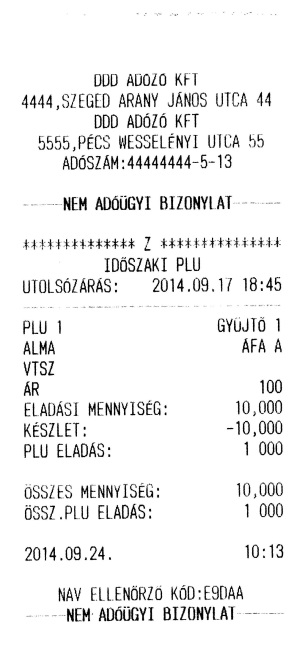 DDD ADÓZÓ KFT
4444,SZEGED ARANY JÁNOS UTCA 44
DDD ADÓZÓ KFT
5555,PÉCS WESSELÉNYI UTCA 55
ADÓSZÁM:44444444-5-13
NEM ADÓÜGYI BIZONYLAT
************** Z ***************
IDŐSZAKI PLU
UTOLSÓZÁRÁS: 2014.09.17 18:45
PLU 1 GYŰJTŐ 1
ALMA ÁFA A
VTSZ
ÁR 100
ELADÁSI MENNYISÉG: 10,000
KÉSZLET: -10,000
PLU ELADÁS: 1 000
ÖSSZES MENNYISÉG: 10,000
ÖSSZ.PLU ELADÁS: 1 000
2014.09.24. 10:13
NAV ELLENŐRZŐ KÓD:E9DAA
NEM ADÓÜGYI BIZONYLAT